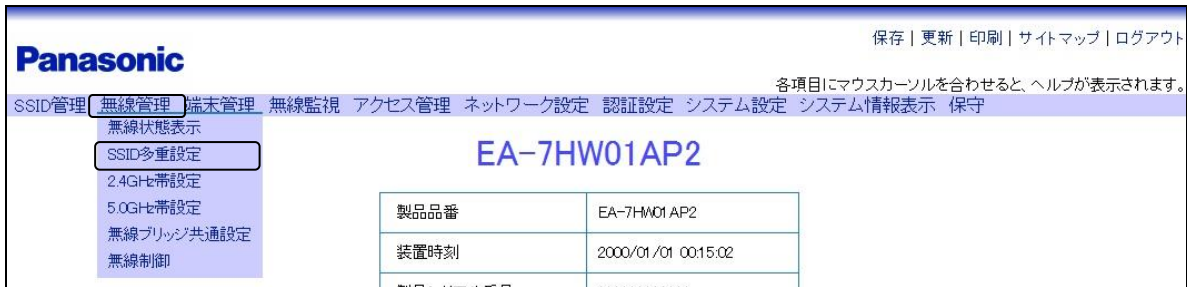 保存 | 更新 | 印刷 | サイトマップ | ログアウト
Panasonic
各項目にマウスカーソルを合わせると、ヘルプが表示されます。
SSID管理 無線管理 端末管理 無線監視 アクセス管理 ネットワーク設定 認証設定 システム設定 システム情報表示 保守
無線状態表示
SSID多重設定
2.4GHz帯設定
5.0GHz帯設定
無線ブリッジ共通設定
無線制御
EA-7HW01AP2
製品品番 EA-7HW01AP2
装置時刻 2000/01/01 00:15:02